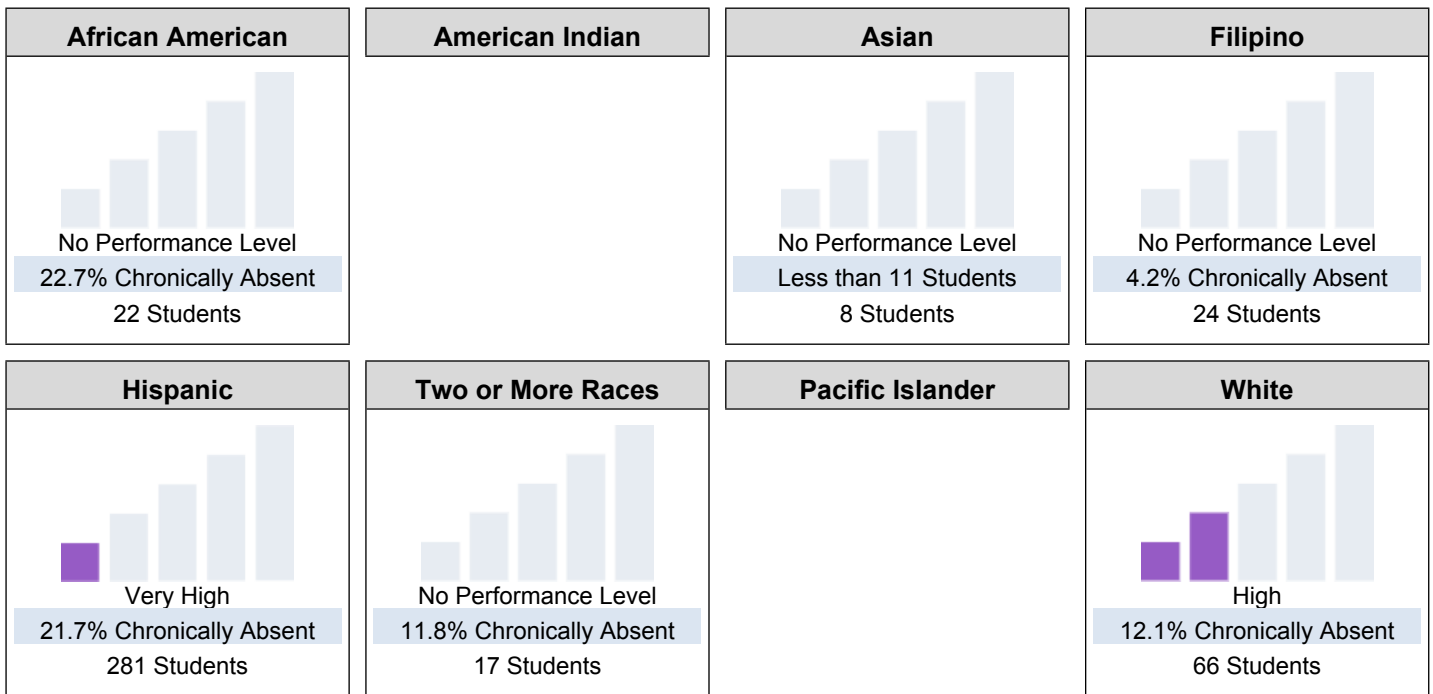 African American
American Indian
Asian
Filipino
No Performance Level
22.7% Chronically Absent
22 Students
No Performance Level
Less than 11 Students
8 Students
No Performance Level
4.2% Chronically Absent
24 Students
Hispanic
Two or More Races
Pacific Islander
White
Very High
21.7% Chronically Absent
281 Students
No Performance Level
11.8% Chronically Absent
17 Students
High
12.1% Chronically Absent
66 Students